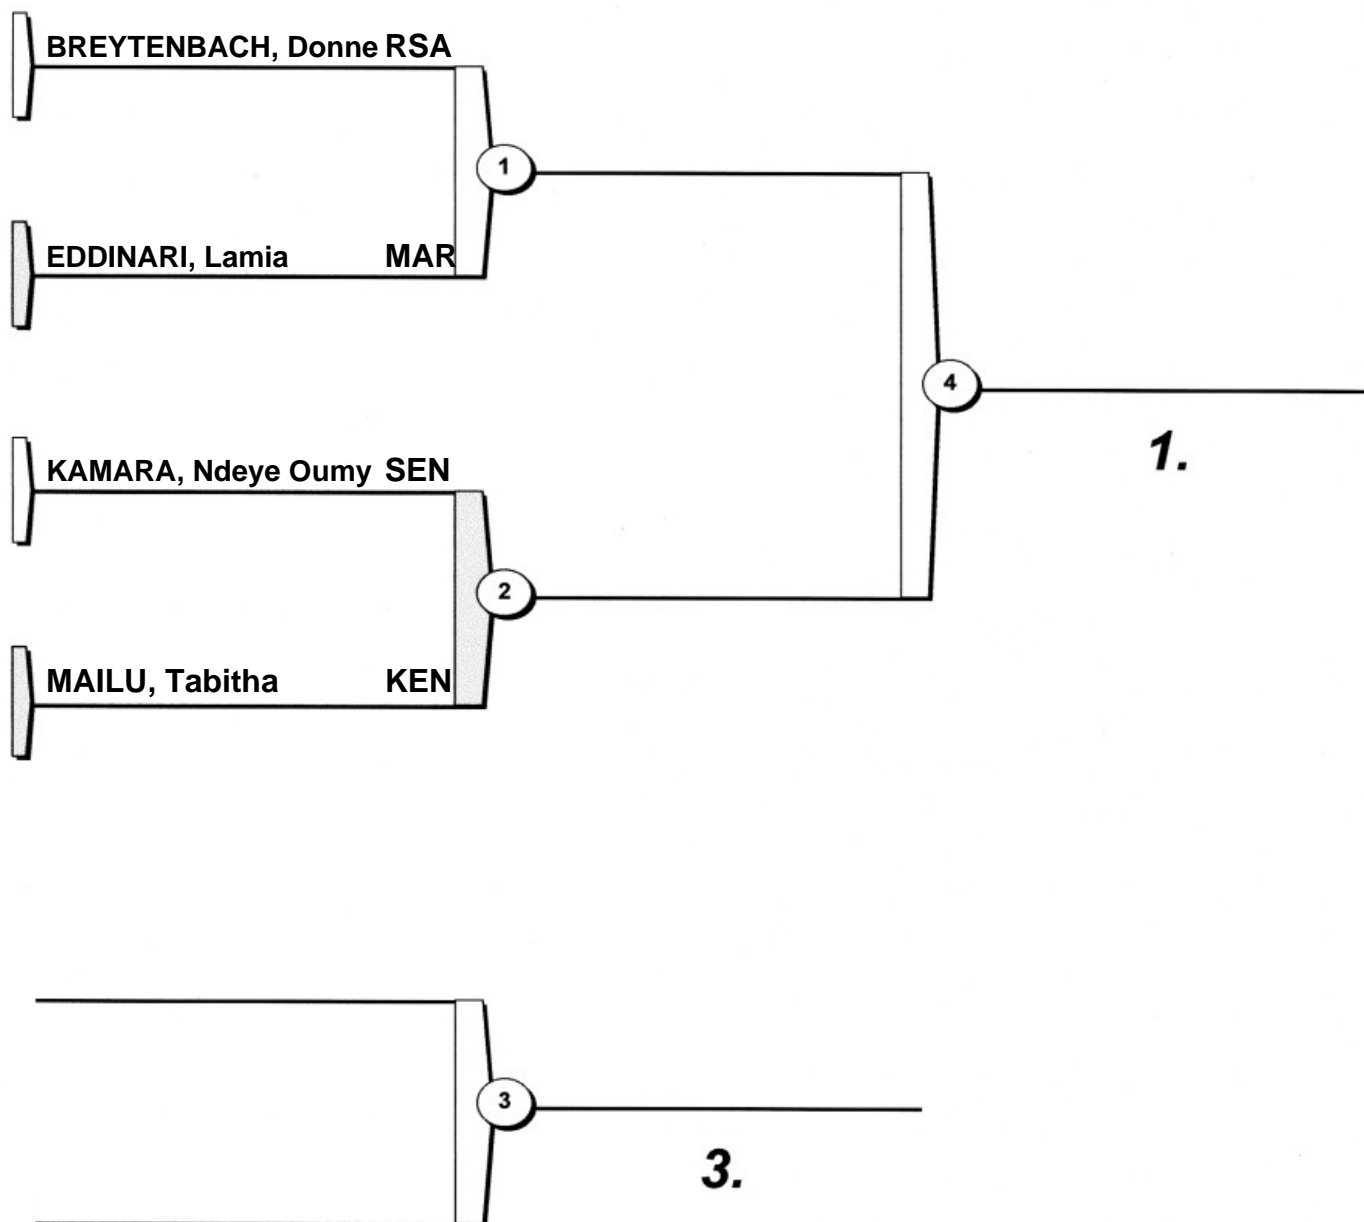 BREYTENBACH, Donne RSA
1
EDDINARI, Lamia MAR
4
1.
KAMARA, Ndeye Oumy SEN
2
MAILU, Tabitha KEN
3
3.